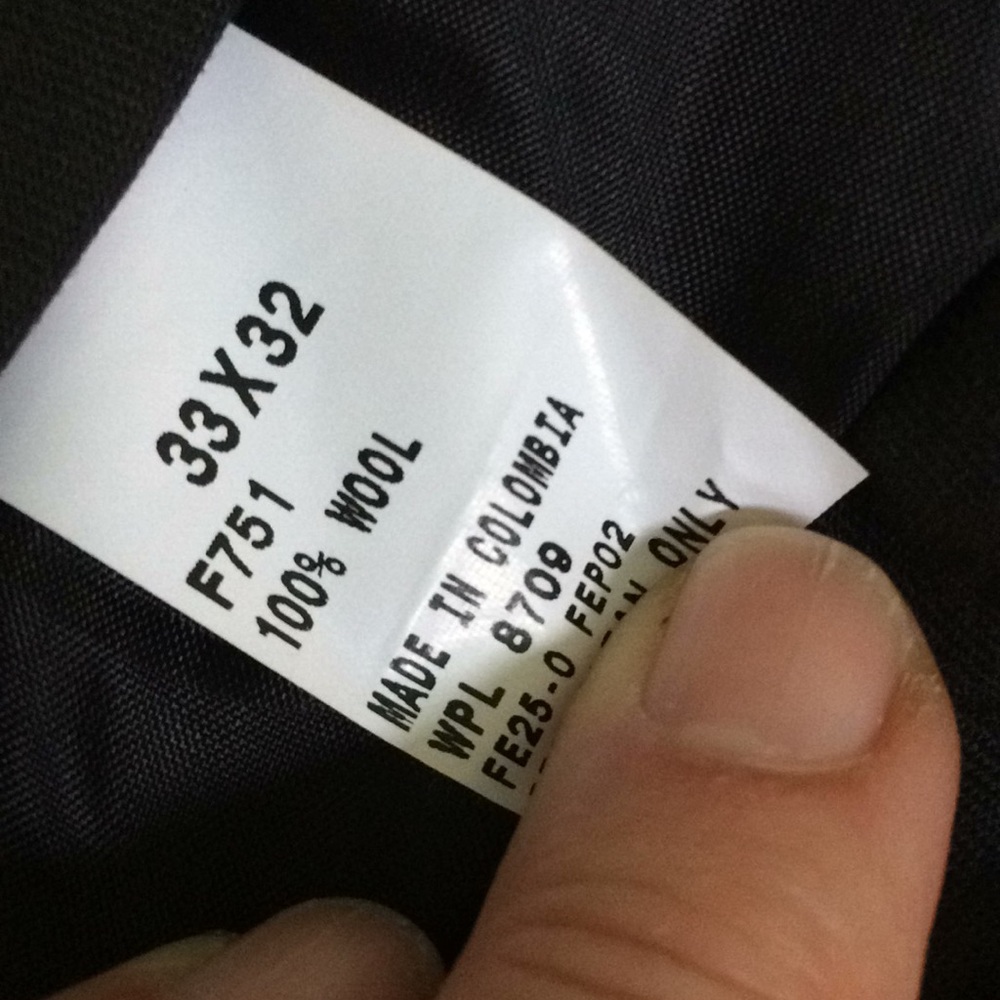 33X32
F751
100% WOOL
MADE IN COLOMBIA
WPL 8709
FE25-0 FEP02
ONLY